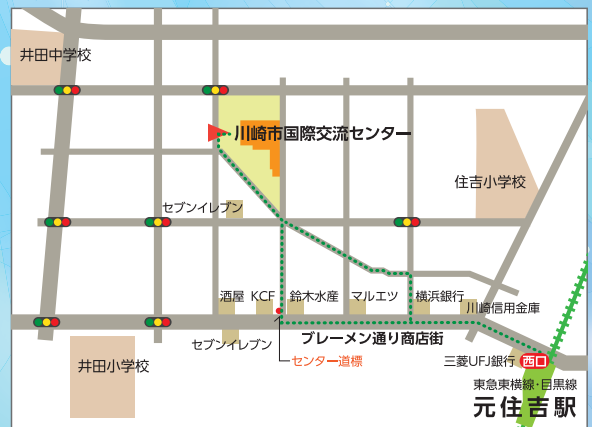 井田中学校
川崎市国際交流センター
住吉小学校
セブンイレブン
酒屋
KCF
鈴木水産
マルエツ
横浜銀行
川崎信用金庫
ブレーメン通り商店街
セブンイレブン
センター道標
井田小学校
三菱UFJ銀行
西口
東急東横線・目黒線
元住吉駅